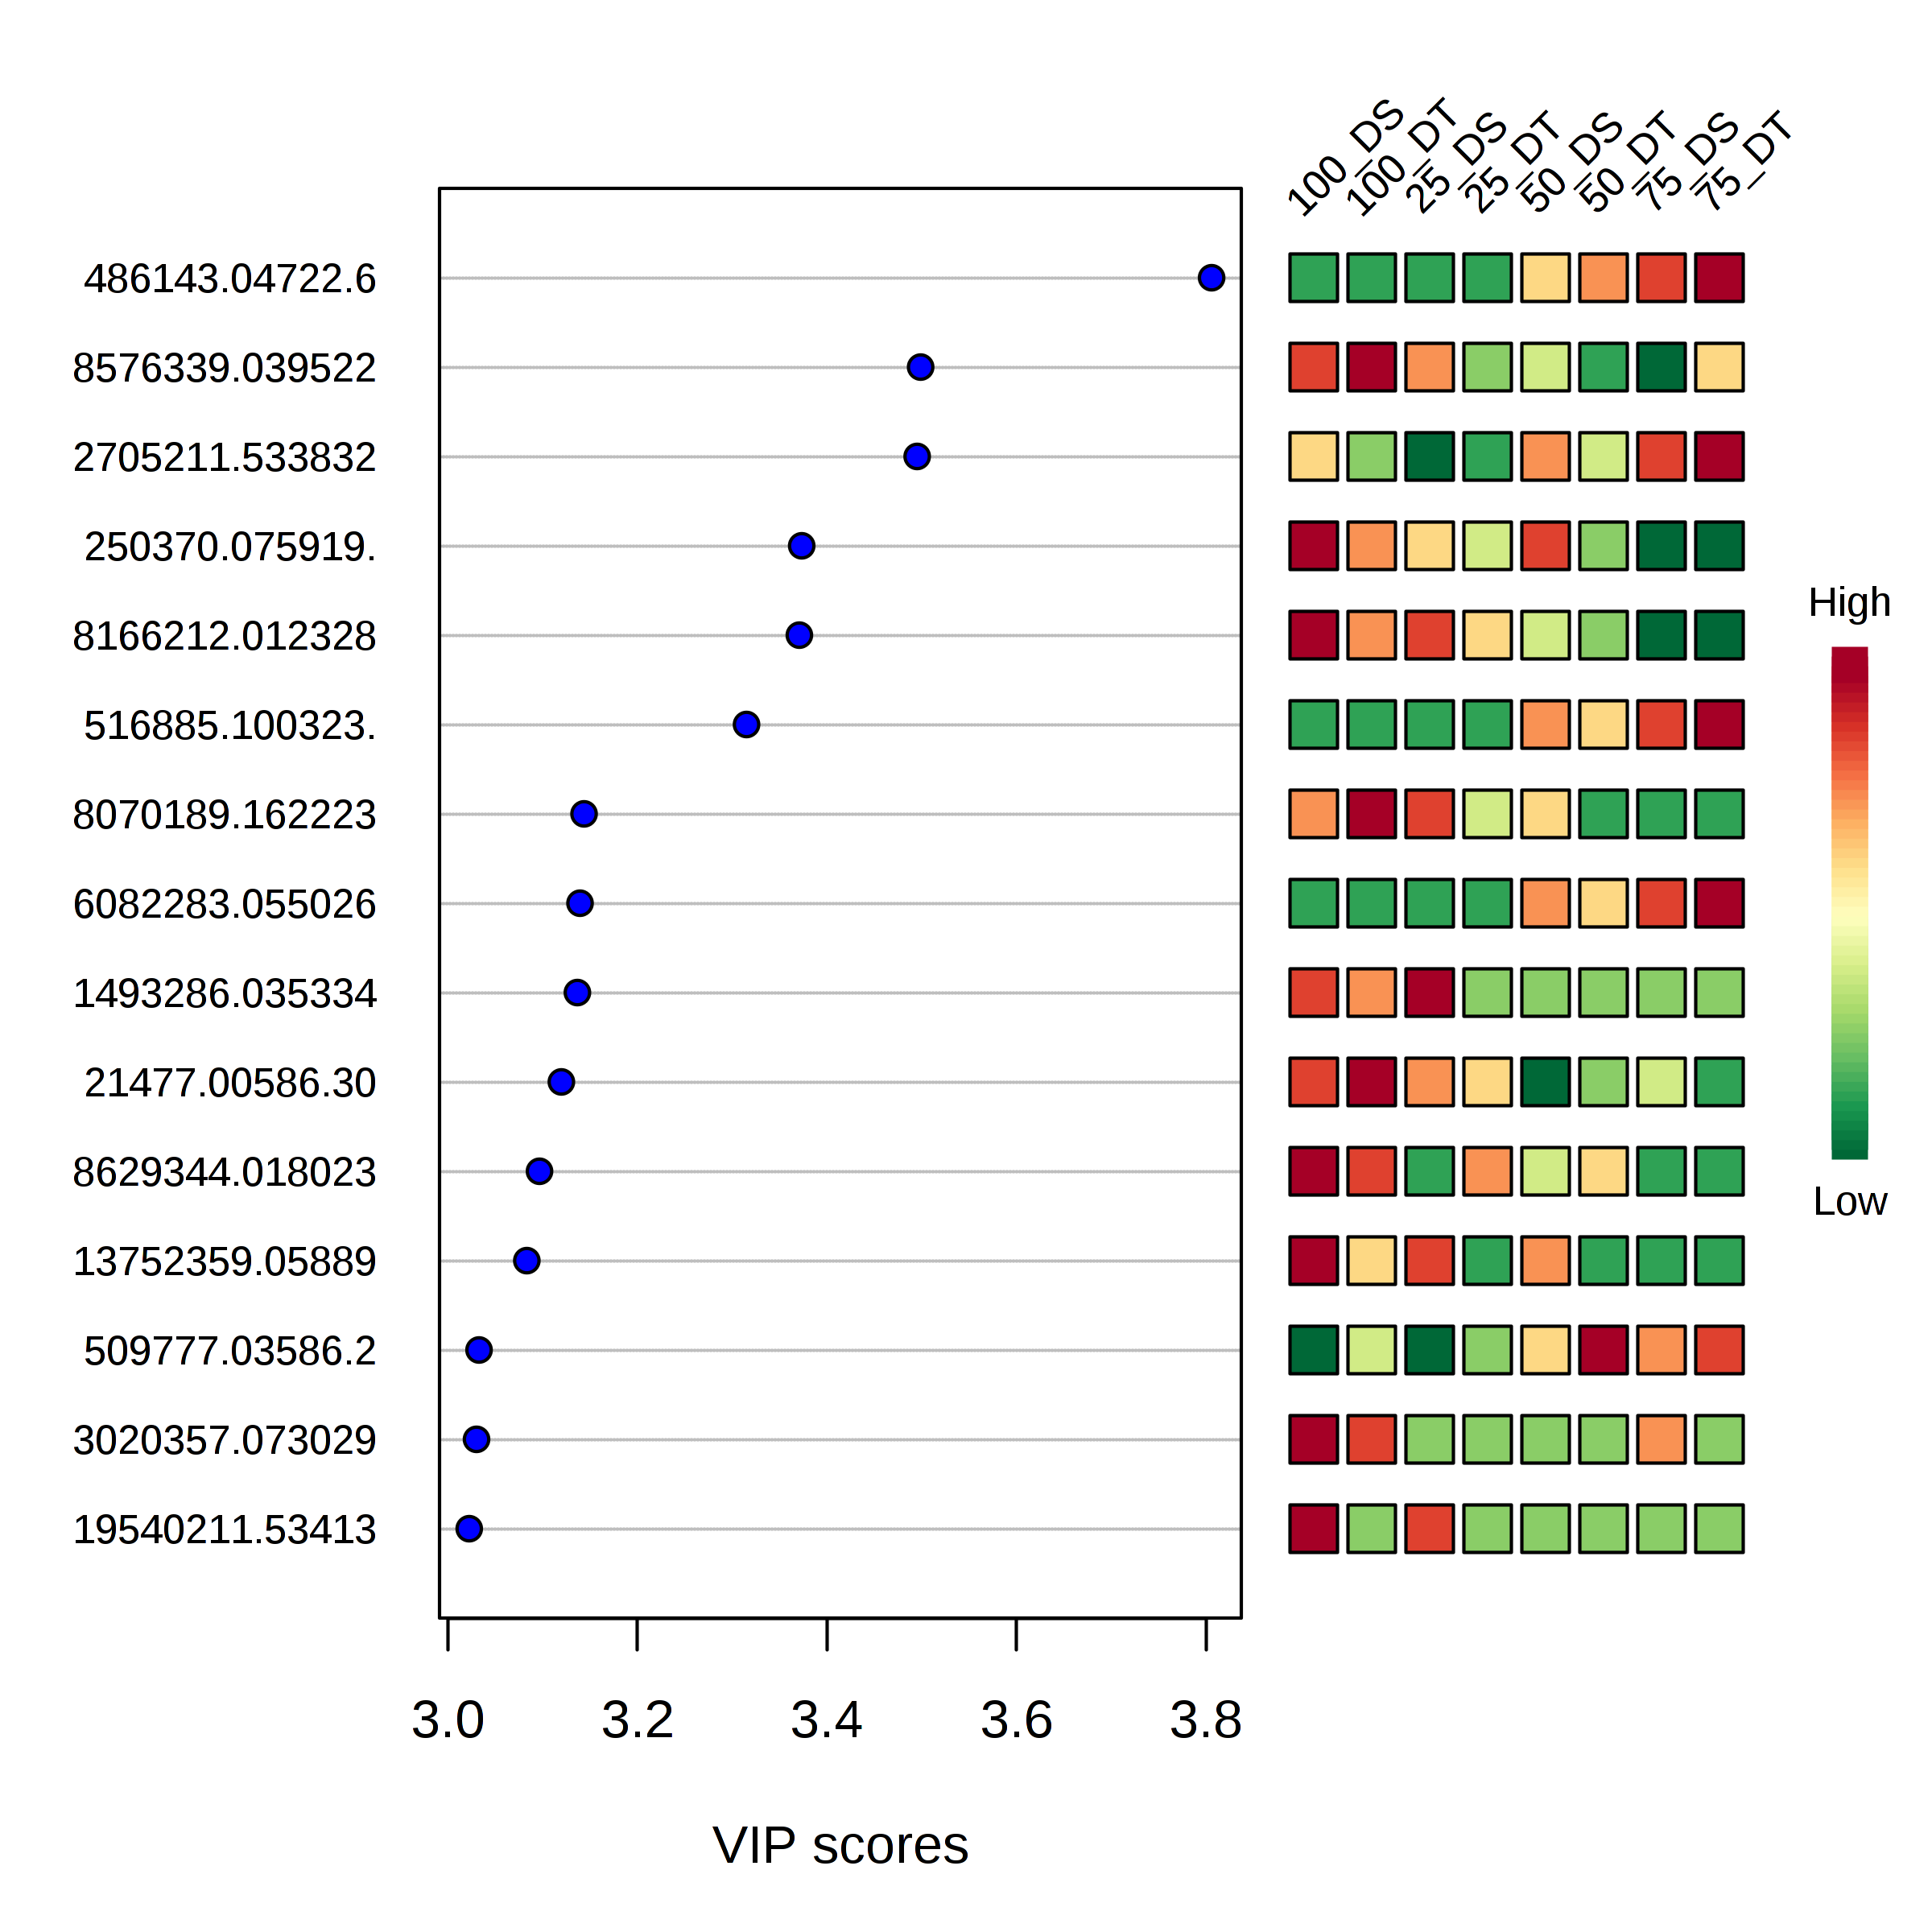 100_DS
100_DT
25_DS
25_DT
50_DS
50_DT
75_DS
75_DT
486143.04722.6
8576339.039522
2705211.533832
250370.075919.
8166212.012328
516885.100323.
8070189.162223
6082283.055026
1493286.035334
21477.00586.30
8629344.018023
13752359.05889
509777.03586.2
3020357.073029
19540211.53413
High
Low
3.0 3.2 3.4 3.6 3.8
VIP scores